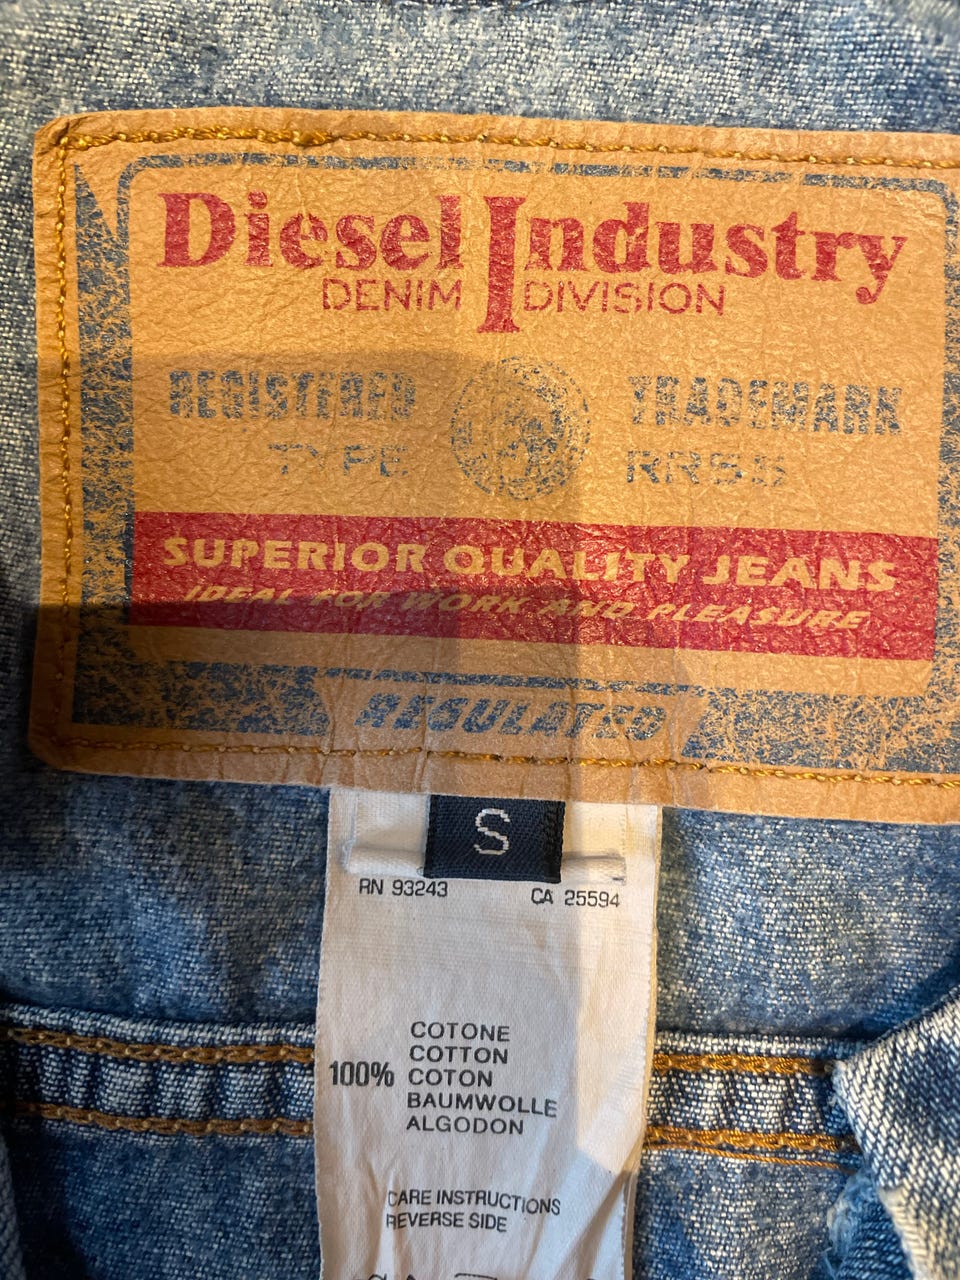 Diesel Industry
DENIM DIVISION
REGISTERED TRADEMARK
TYPE RR55
SUPERIOR QUALITY JEANS
IDEAL FOR WORK AND PLEASURE
REGULATED
S
RN 93243 CA 25594
COTONE
COTTON
100% COTON
BAUMWOLLE
ALGODON
CARE INSTRUCTIONS
REVERSE SIDE